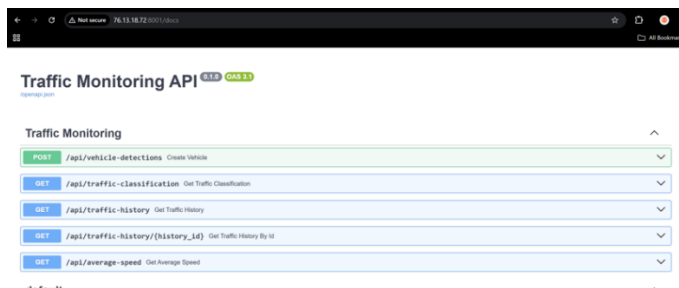 Not secure 76.13.18.72:8001/docs
All Bookmar
Traffic Monitoring API 0.1.0 OAS 3.1
/openapi.json
Traffic Monitoring
POST /api/vehicle-detections Create Vehicle
GET /api/traffic-classification Get Traffic Classification
GET /api/traffic-history Get Traffic History
GET /api/traffic-history/{history_id} Get Traffic History By Id
GET /api/average-speed Get Average Speed